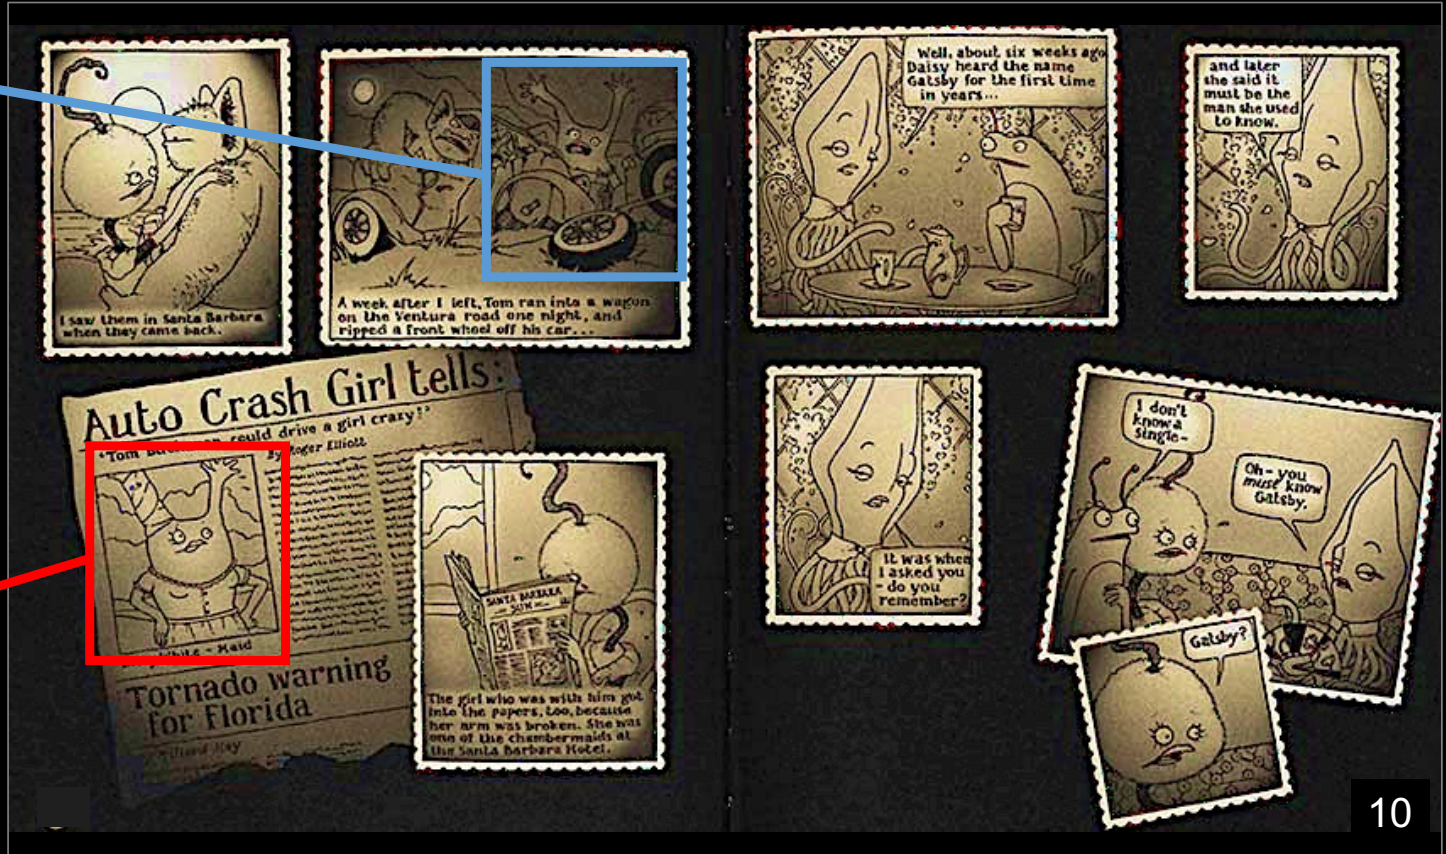 I saw them in Santa Barbara
when they came back.
A week after I left, Tom ran into a wagon
on the Ventura road one night, and
ripped a front wheel off his car...
Auto Crash Girl tells:
'Tom could drive a girl crazy!'
By Roger Elliott
White - Maid
Tornado warning
for Florida
SANTA BARBARA
SUN
The girl who was with him got
into the papers, too, because
her arm was broken. She was
one of the chambermaids at
the Santa Barbara Hotel.
Well, about six weeks ago
Daisy heard the name
Gatsby for the first time
in years...
and later
she said it
must be the
man she used
to know.
It was when
I asked you
- do you
remember?
I don't
know a
single-
Oh - you
must know
Gatsby.
Gatsby?
10